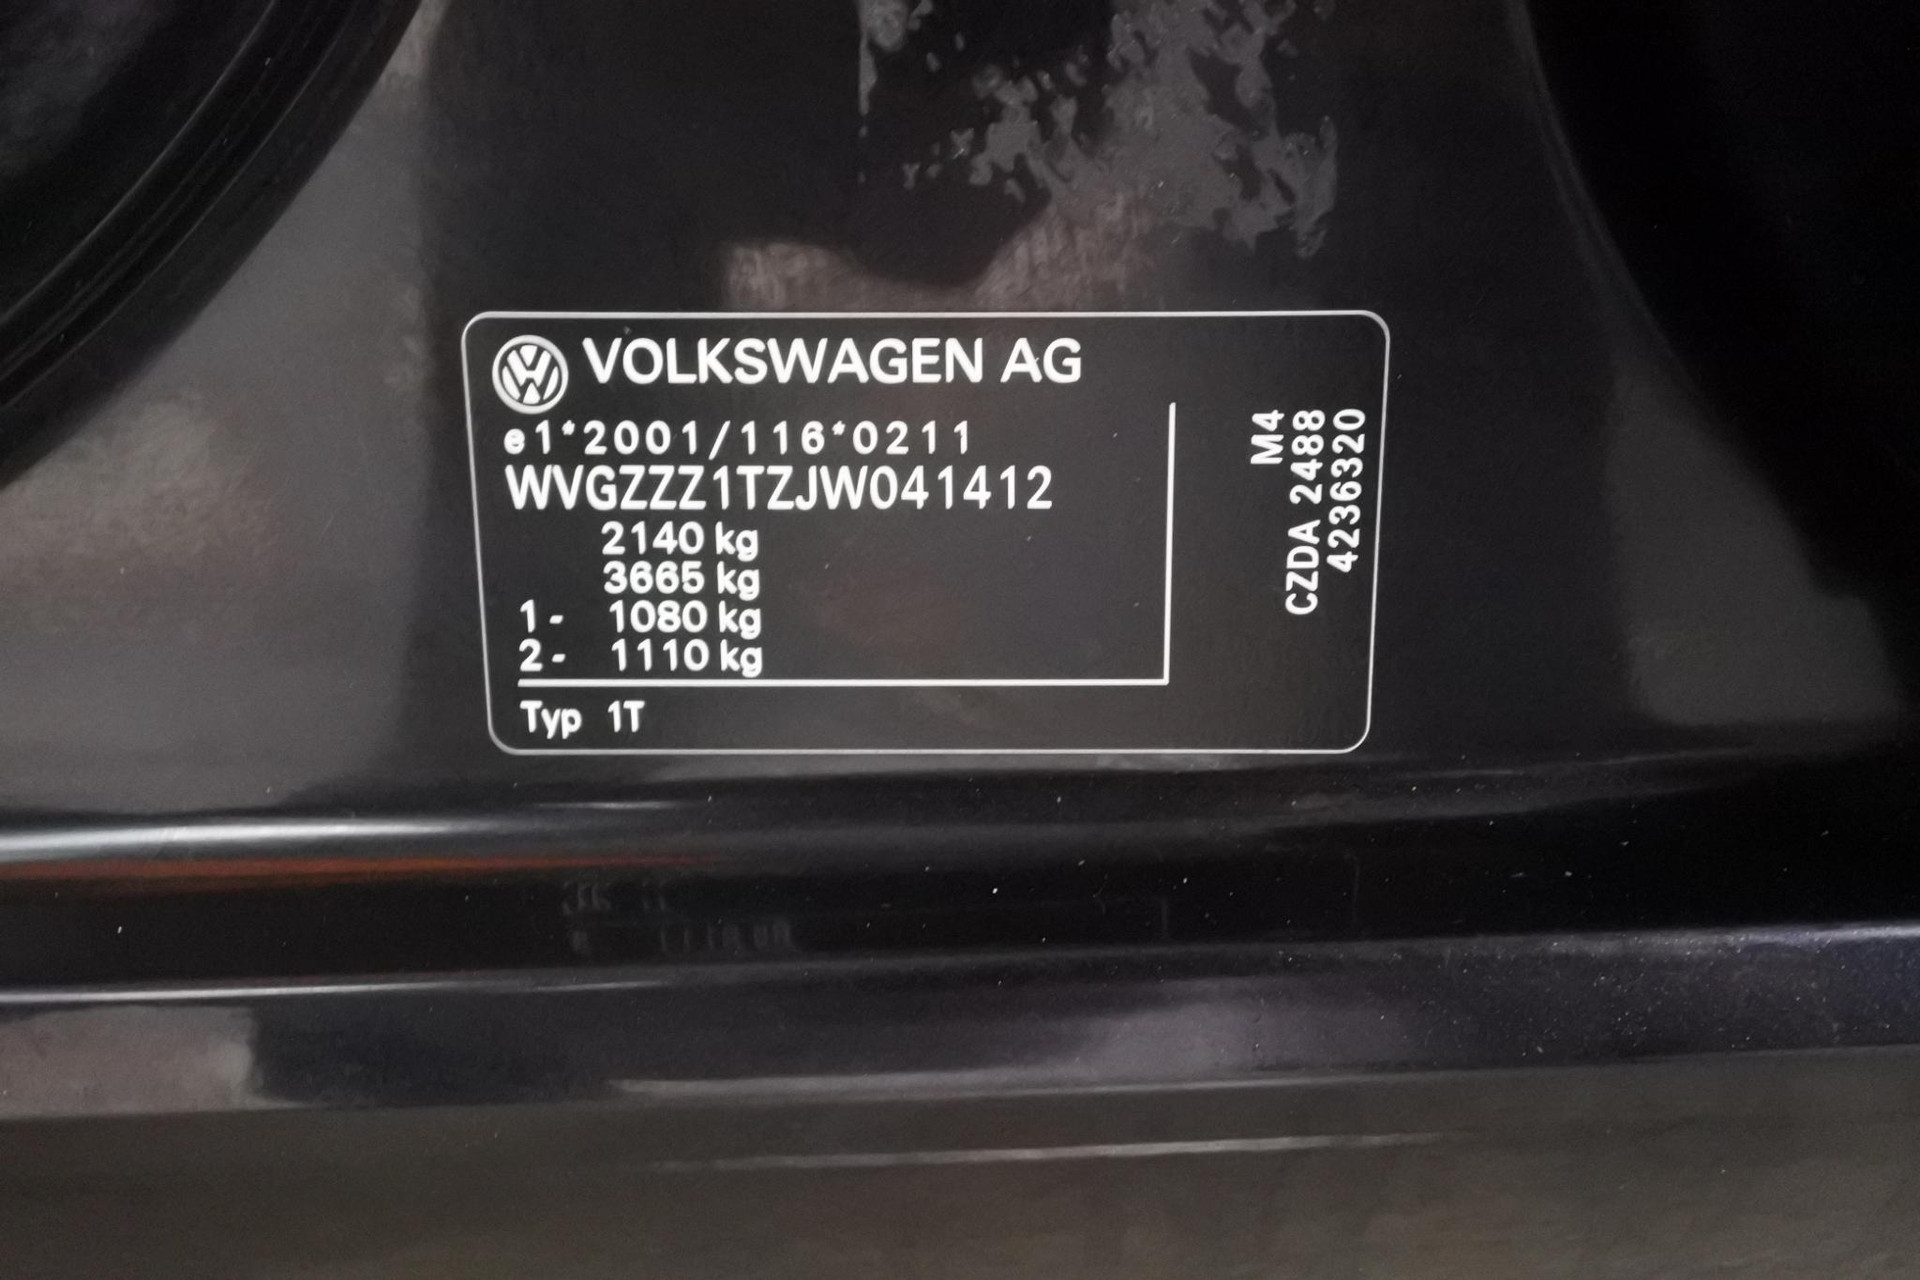 VOLKSWAGEN AG
e1*2001/116*0211
WVGZZZ1TZJW041412
2140 kg
3665 kg
1- 1080 kg
2- 1110 kg
Typ 1T
M4
CZDA 2488
4236320